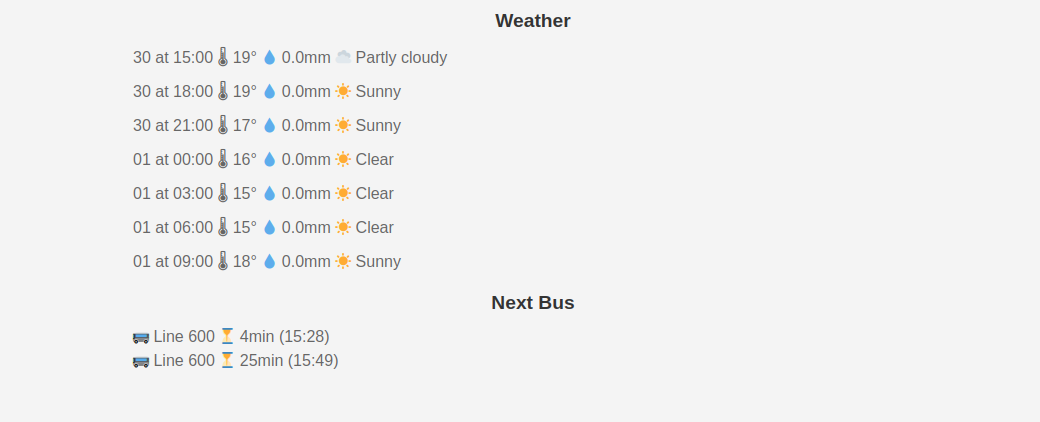 Weather
30 at 15:00 🌡 19° 💧 0.0mm ☁ Partly cloudy
30 at 18:00 🌡 19° 💧 0.0mm ☀ Sunny
30 at 21:00 🌡 17° 💧 0.0mm ☀ Sunny
01 at 00:00 🌡 16° 💧 0.0mm ☀ Clear
01 at 03:00 🌡 15° 💧 0.0mm ☀ Clear
01 at 06:00 🌡 15° 💧 0.0mm ☀ Clear
01 at 09:00 🌡 18° 💧 0.0mm ☀ Sunny
Next Bus
🚌 Line 600 ⏳ 4min (15:28)
🚌 Line 600 ⏳ 25min (15:49)